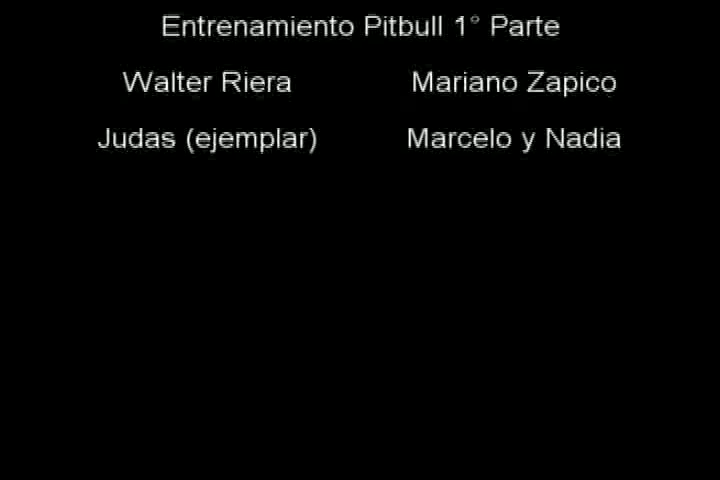 Entrenamiento Pitbull 1° Parte
Walter Riera Mariano Zapico
Judas (ejemplar) Marcelo y Nadia